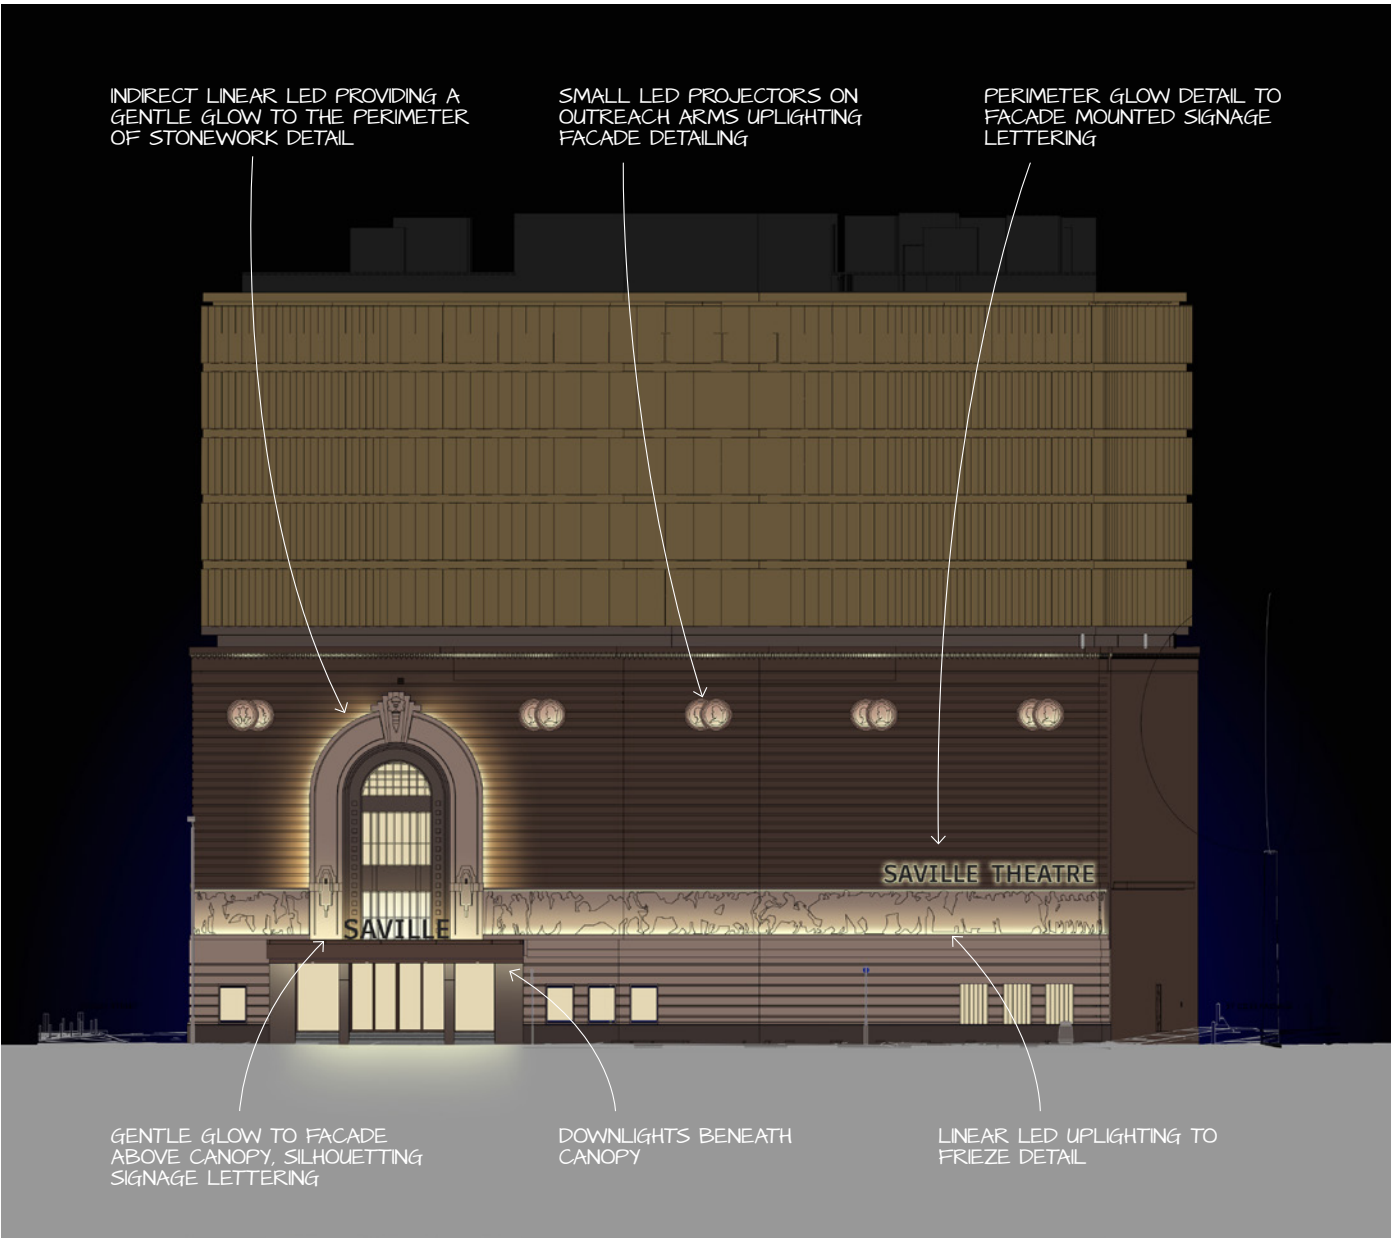 INDIRECT LINEAR LED PROVIDING A
GENTLE GLOW TO THE PERIMETER
OF STONEWORK DETAIL
SMALL LED PROJECTORS ON
OUTREACH ARMS UPLIGHTING
FACADE DETAILING
PERIMETER GLOW DETAIL TO
FACADE MOUNTED SIGNAGE
LETTERING
SAVILLE THEATRE
SAVILLE
GENTLE GLOW TO FACADE
ABOVE CANOPY, SILHOUETTING
SIGNAGE LETTERING
DOWNLIGHTS BENEATH
CANOPY
LINEAR LED UPLIGHTING TO
FRIEZE DETAIL